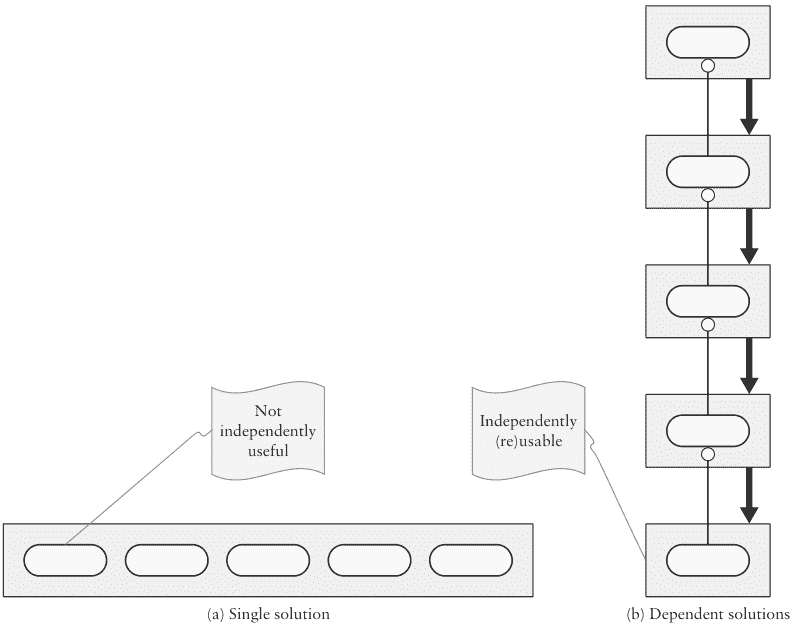 Not
independently
useful
Independently
(re)usable
(a) Single solution
(b) Dependent solutions